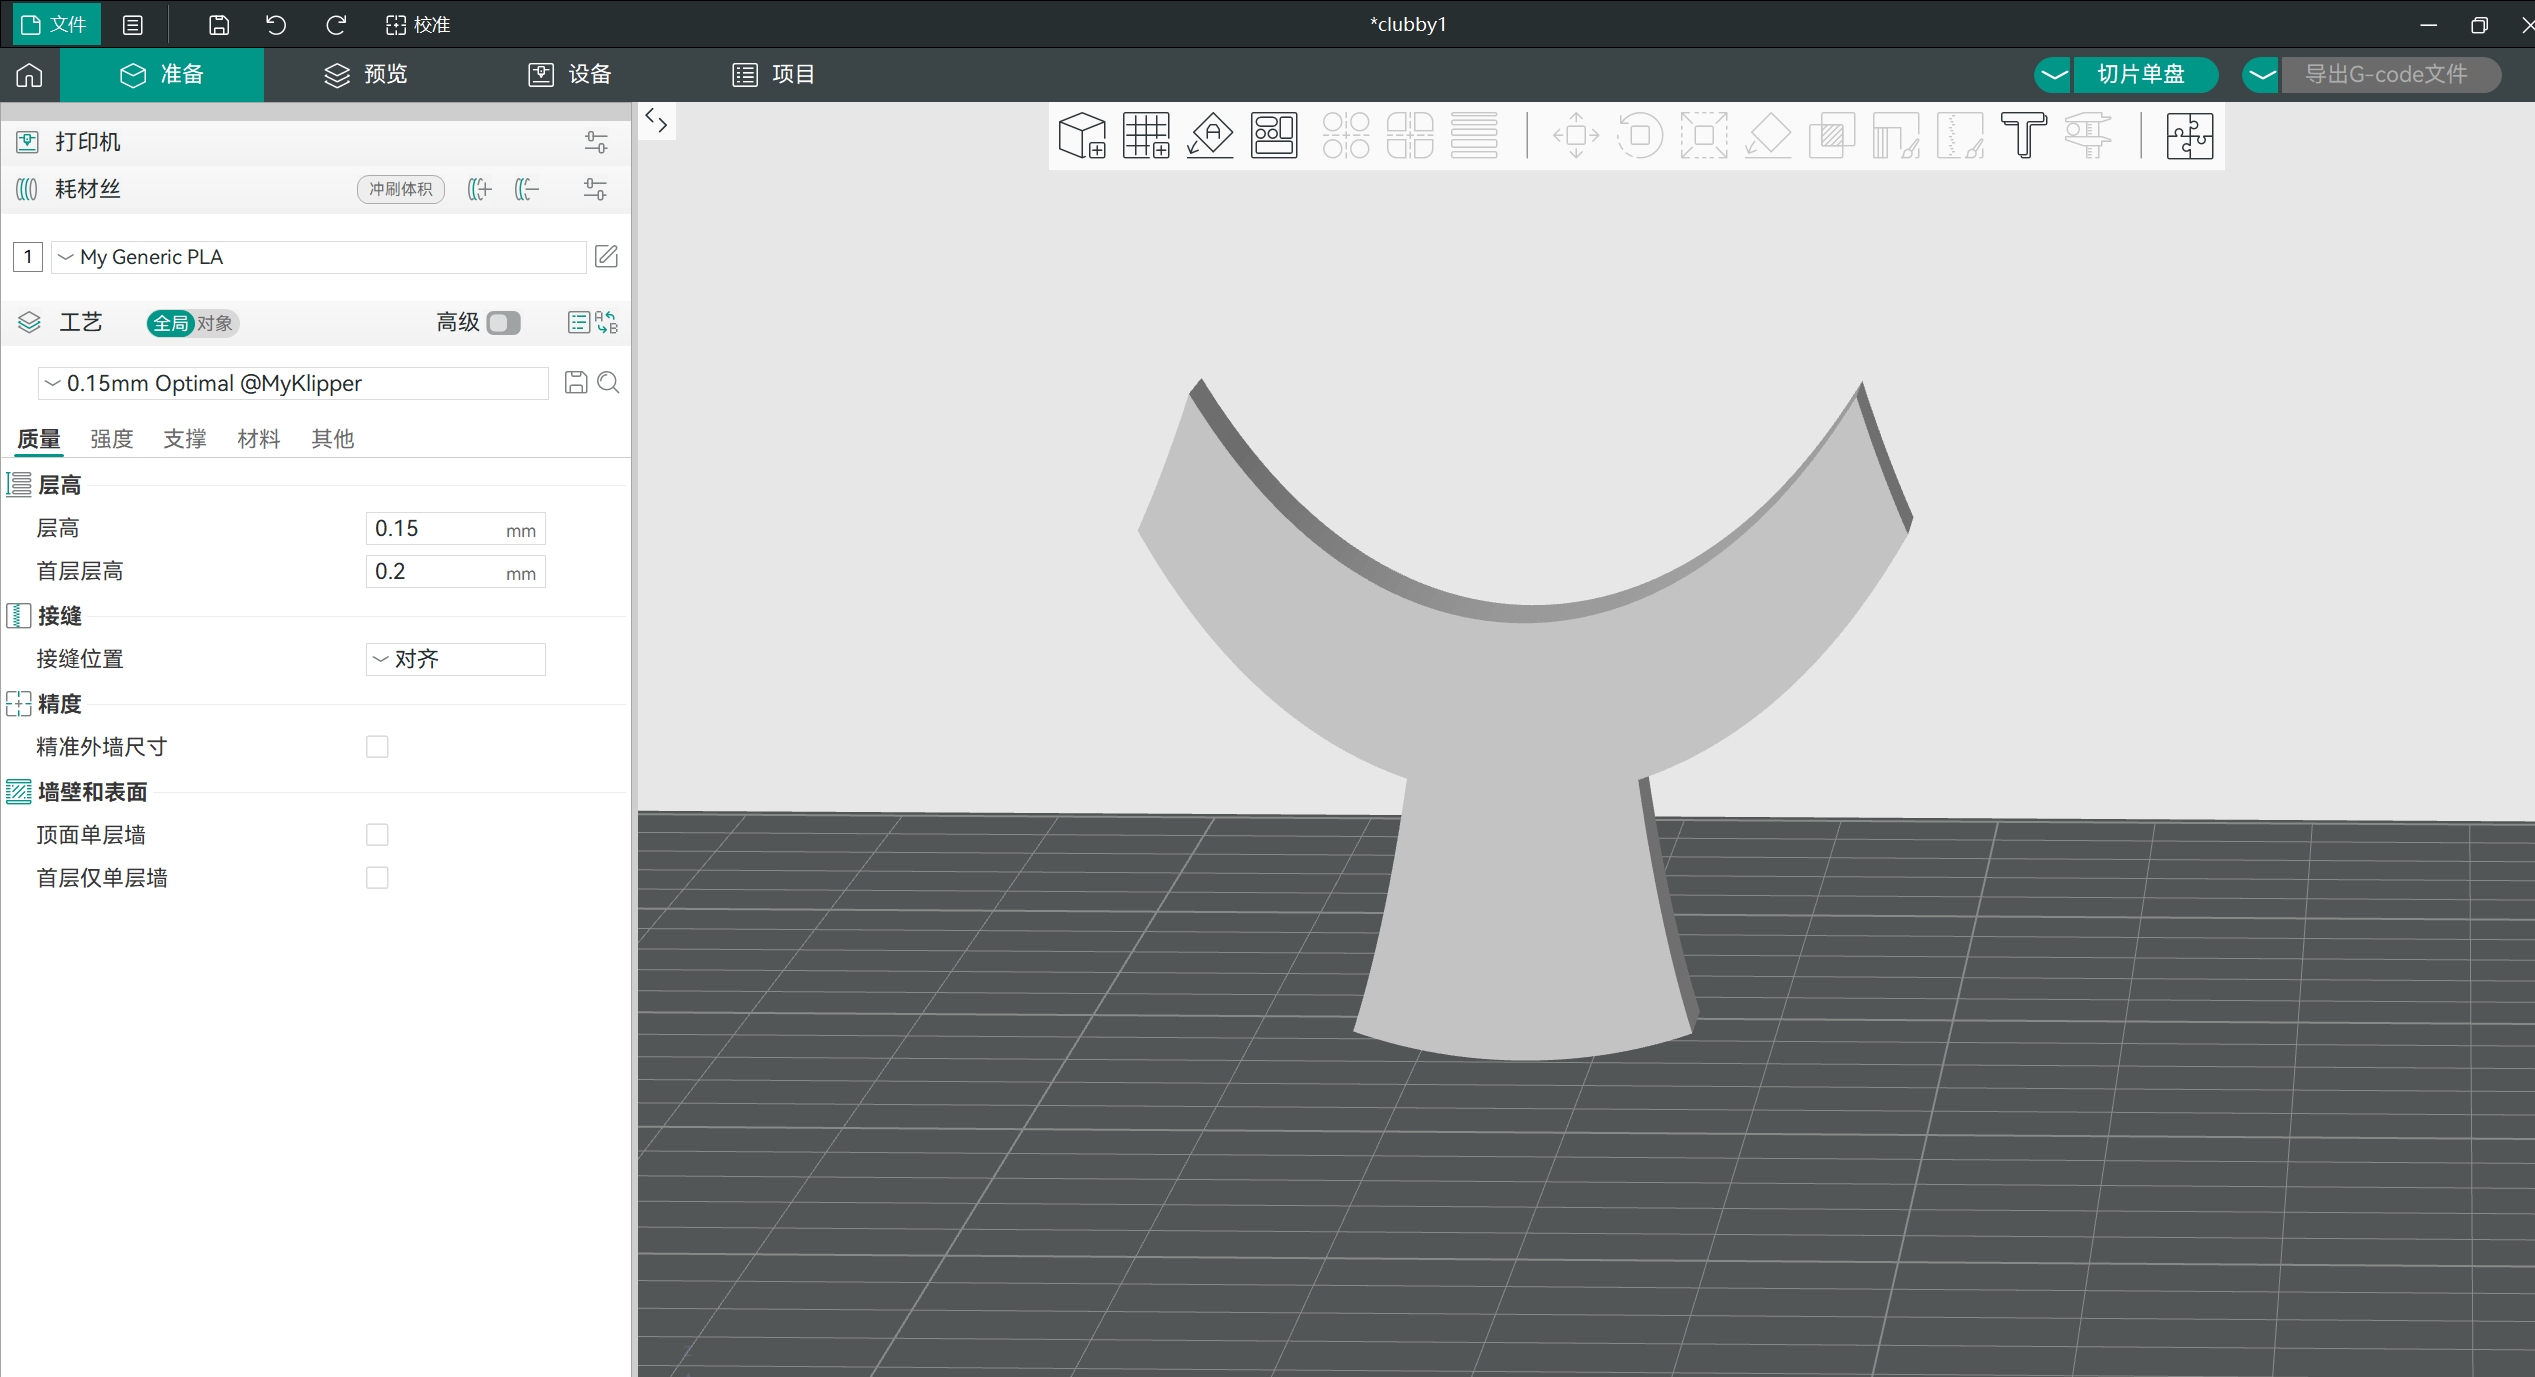 文件
校准
*clubby1
准备
预览
设备
项目
切片单盘
导出G-code文件
打印机
耗材丝
冲刷体积
1
My Generic PLA
工艺
全局
对象
高级
0.15mm Optimal @MyKlipper
质量
强度
支撑
材料
其他
层高
层高
0.15 mm
首层层高
0.2 mm
接缝
接缝位置
对齐
精度
精准外墙尺寸
墙壁和表面
顶面单层墙
首层仅单层墙